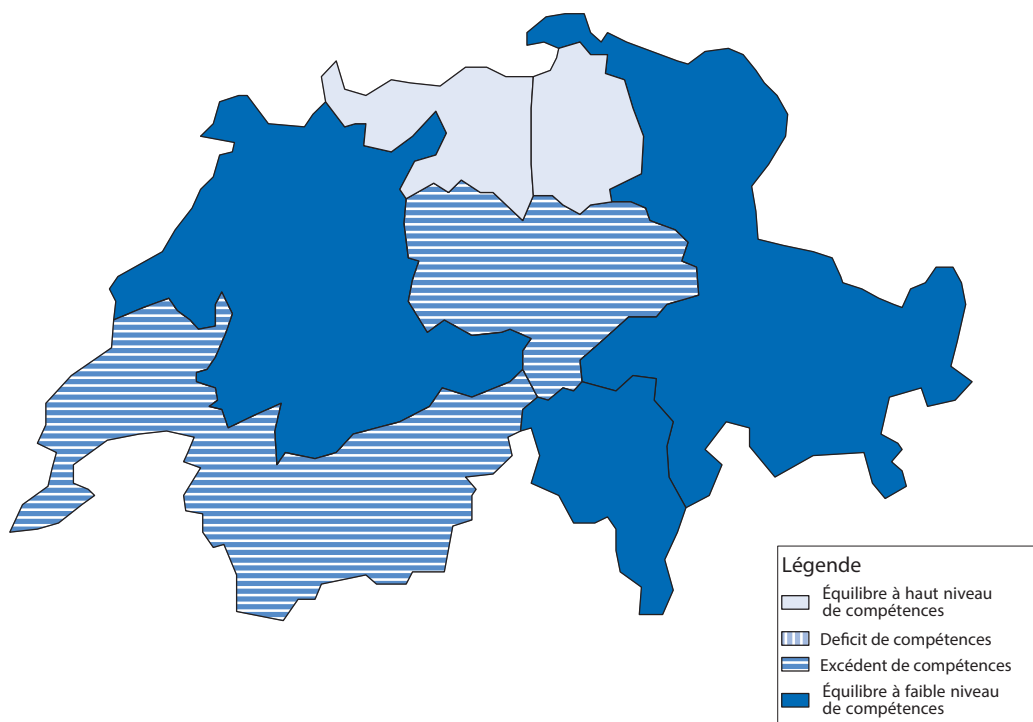 Légende
Équilibre à haut niveau
de compétences
Deficit de compétences
Excédent de compétences
Équilibre à faible niveau
de compétences